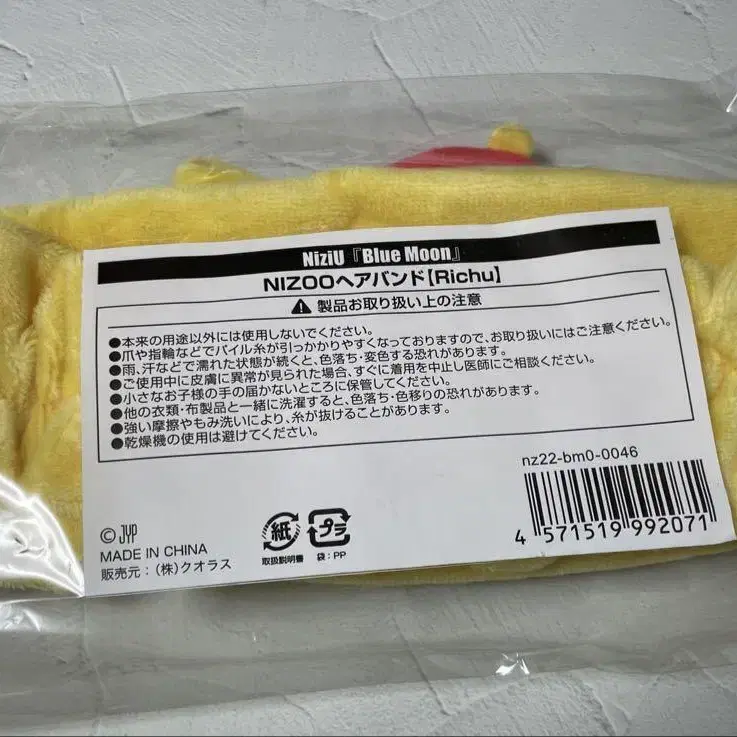 NiziU『Blue Moon』
NIZOOヘアバンド【Richu】
製品お取り扱い上の注意
●本来の用途以外には使用しないでください。
●爪や指輪などでパイル糸が引っかかりやすくなっておりますので、お取り扱いにはご注意ください。
●雨、汗などで濡れた状態が続くと、色落ち・変色する恐れがあります。
●ご使用中に皮膚に異常が見られた場合、すぐに着用を中止し医師にご相談ください。
●小さなお子様の手の届かないところに保管してください。
●他の衣類・布製品と一緒に洗濯すると、色落ち・色移りの恐れがあります。
●強い摩擦やもみ洗いにより、糸が抜けることがあります。
●乾燥機の使用は避けてください。
nz22-bm0-0046
4 571519 992071
© JYP
MADE IN CHINA
販売元：（株）クオラス
紙
取扱説明書
プラ
袋：PP